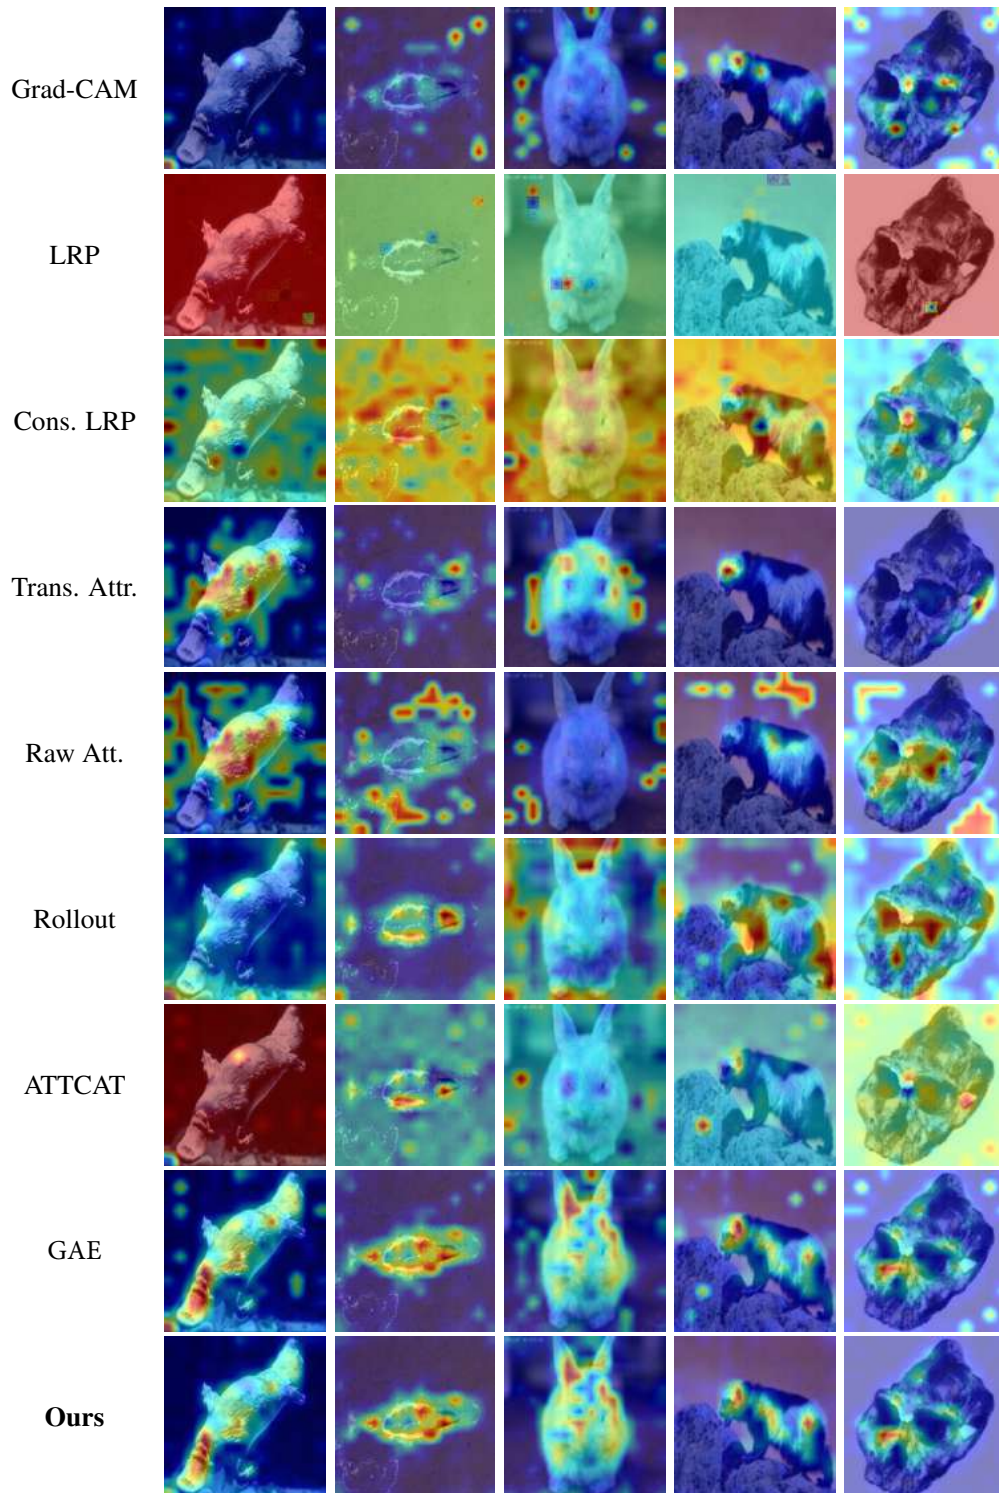 Grad-CAM
LRP
Cons. LRP
Trans. Attr.
Raw Att.
Rollout
ATTCAT
GAE
Ours